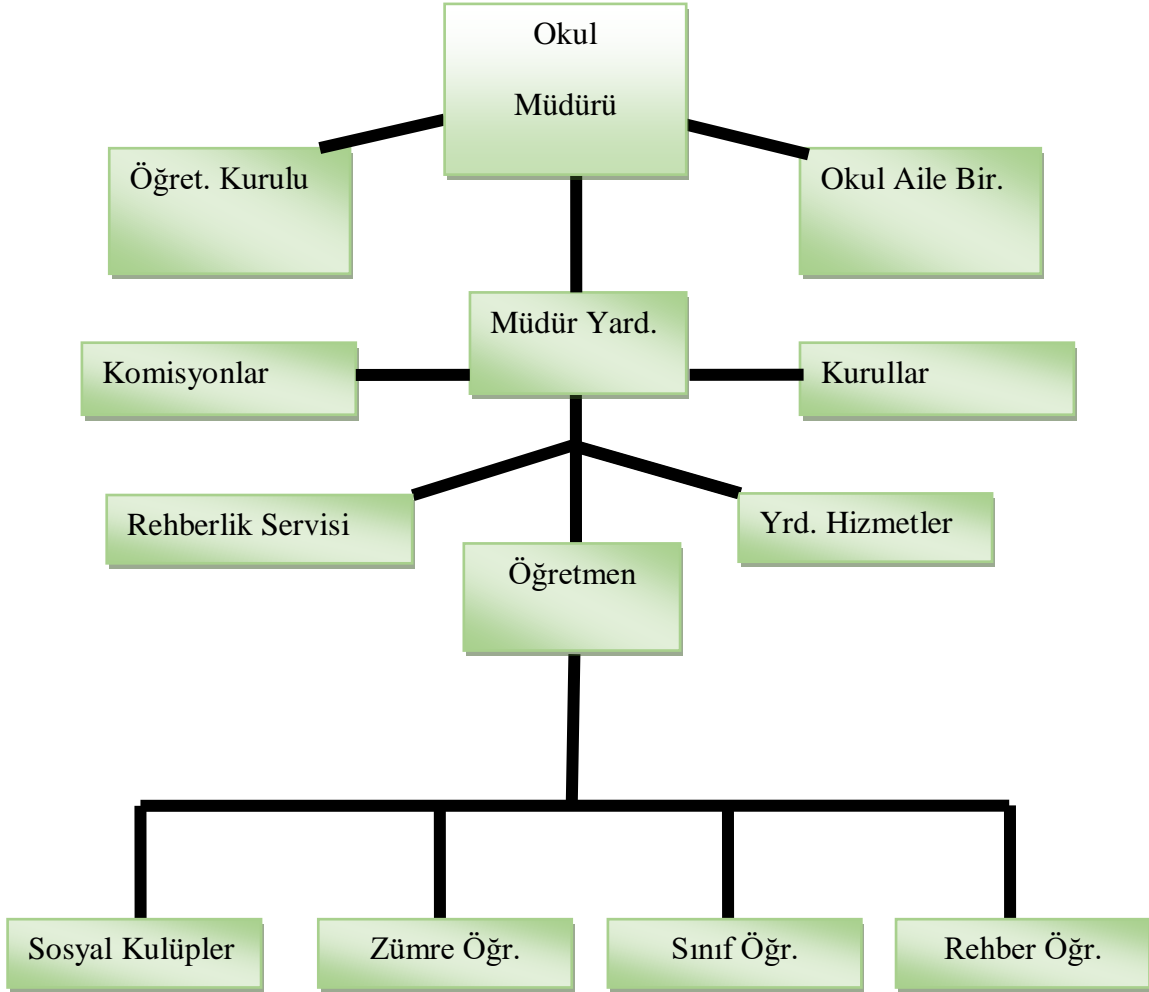 Okul
Müdürü
Öğret. Kurulu
Okul Aile Bir.
Müdür Yard.
Komisyonlar
Kurullar
Rehberlik Servisi
Yrd. Hizmetler
Öğretmen
Sosyal Kulüpler
Zümre Öğr.
Sınıf Öğr.
Rehber Öğr.